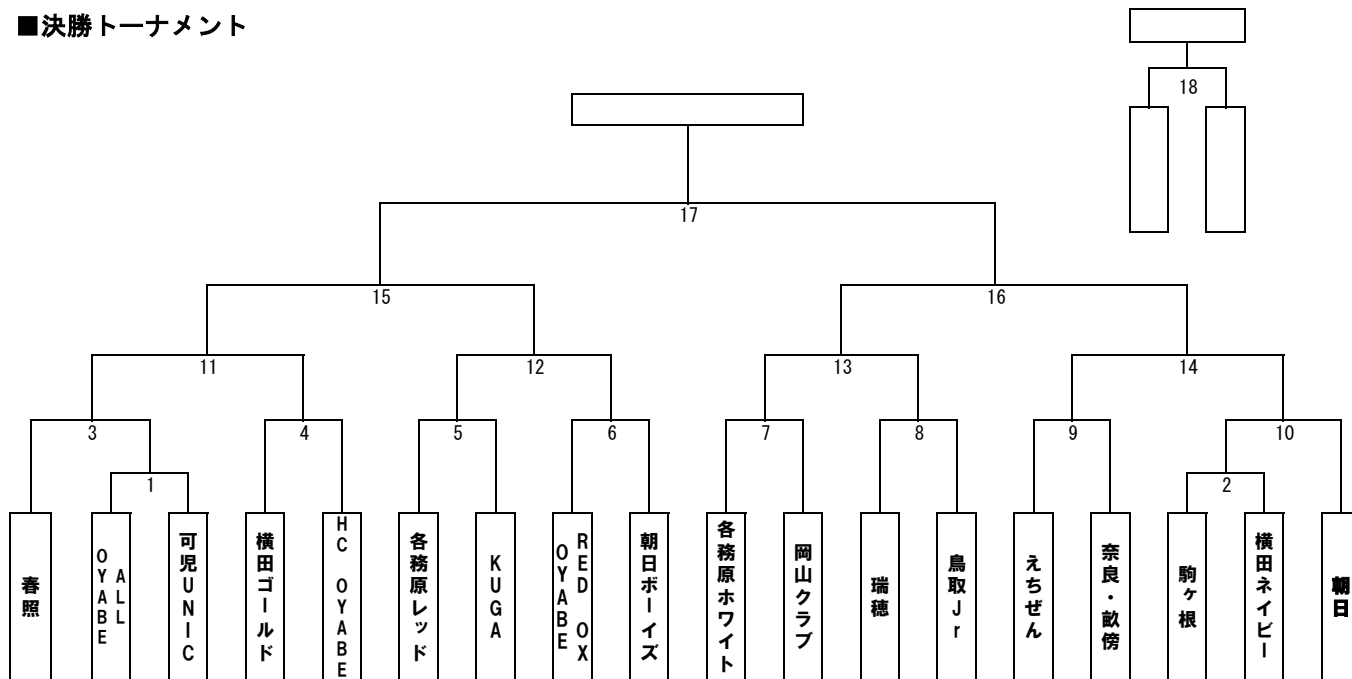 ■決勝トーナメント
18
17
15
16
11
12
13
14
3
4
5
6
7
8
9
10
1
2
春照
ALL
OYABE
可児UNIC
横田ゴールド
HC OYABE
各務原レッド
KUGA
RED OX
OYABE
朝日ボーイズ
各務原ホワイト
岡山クラブ
瑞穂
鳥取Jr
えちぜん
奈良・畝傍
駒ヶ根
横田ネイビー
朝日